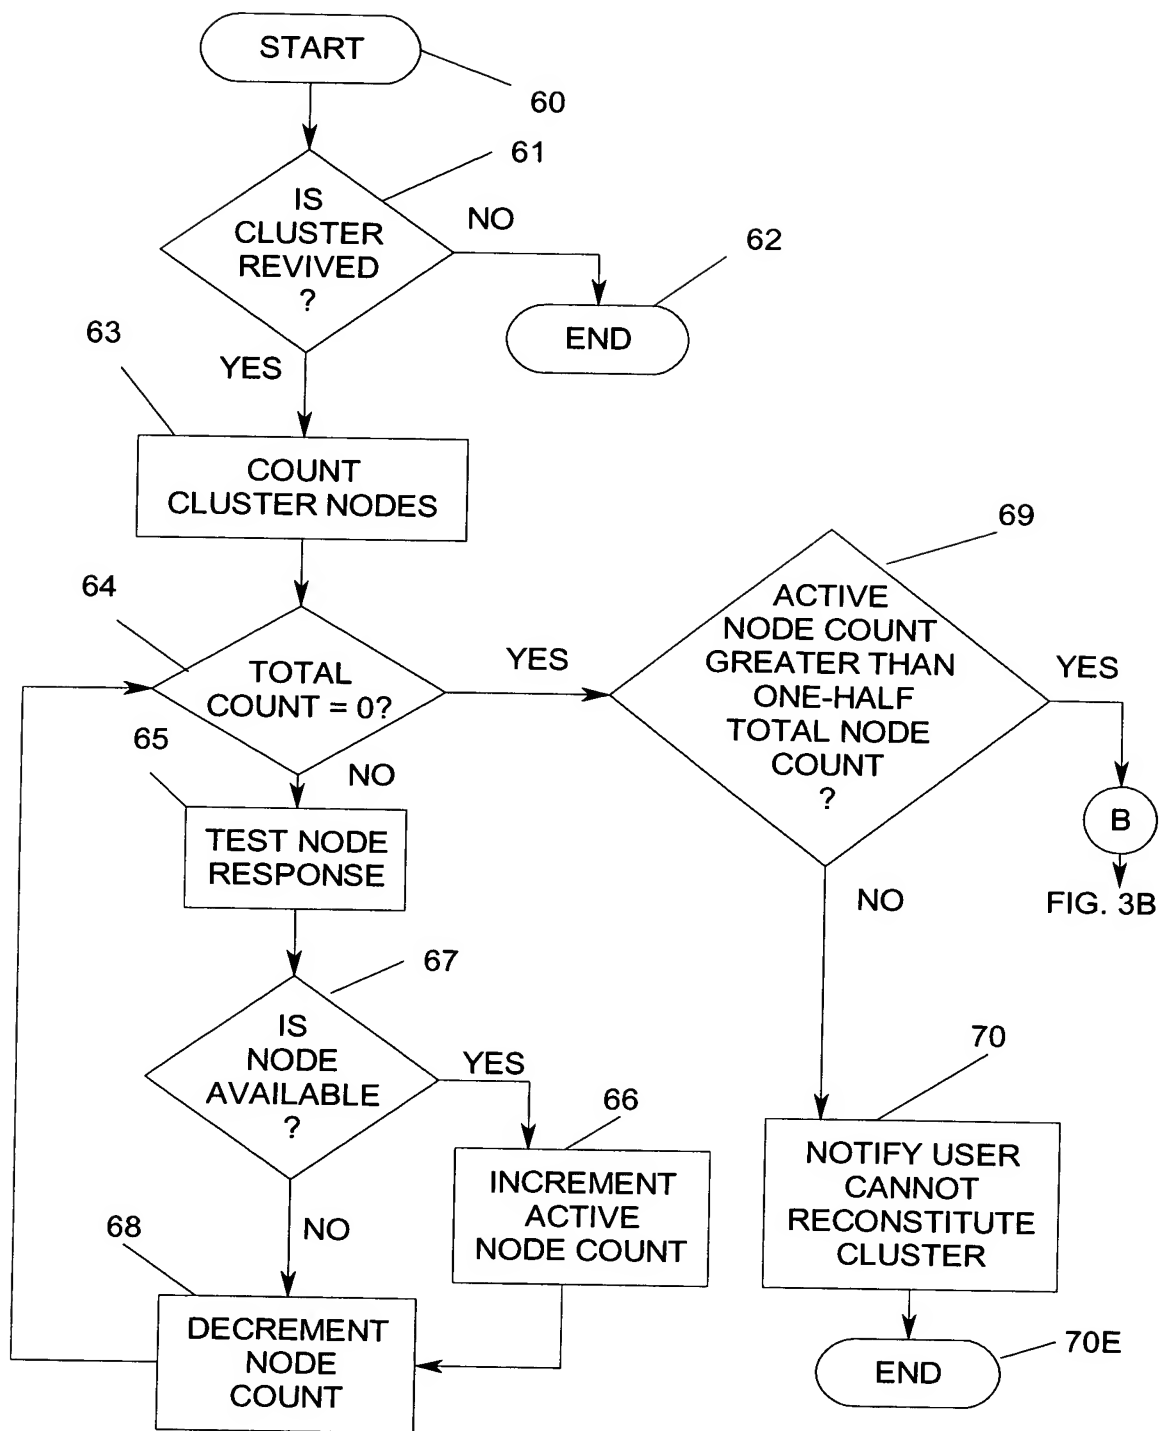 START
60
61
IS
CLUSTER
REVIVED
?
NO
62
END
63
YES
COUNT
CLUSTER NODES
64
TOTAL
COUNT = 0?
YES
69
ACTIVE
NODE COUNT
GREATER THAN
ONE-HALF
TOTAL NODE
COUNT
?
YES
B
FIG. 3B
NO
65
NO
TEST NODE
RESPONSE
67
IS
NODE
AVAILABLE
?
YES
66
INCREMENT
ACTIVE
NODE COUNT
NO
68
DECREMENT
NODE
COUNT
70
NOTIFY USER
CANNOT
RECONSTITUTE
CLUSTER
END
70E